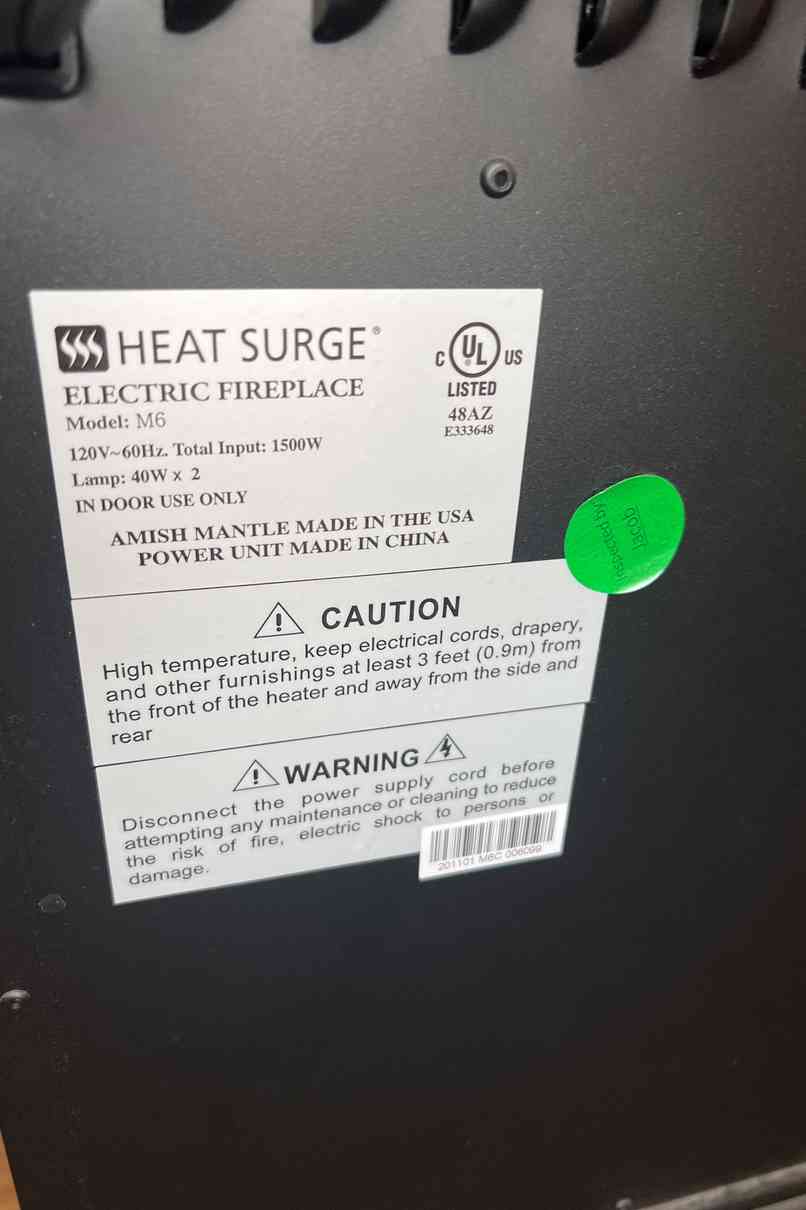 HEAT SURGE®
ELECTRIC FIREPLACE
Model: M6
120V~60Hz. Total Input: 1500W
Lamp: 40W x 2
IN DOOR USE ONLY
AMISH MANTLE MADE IN THE USA
POWER UNIT MADE IN CHINA
C UL US
LISTED
48AZ
E333648
Inspected by
Jacob
CAUTION
High temperature, keep electrical cords, drapery,
and other furnishings at least 3 feet (0.9m) from
the front of the heater and away from the side and
rear
WARNING
Disconnect the power supply cord before
attempting any maintenance or cleaning to reduce
the risk of fire, electric shock to persons or
damage.
201101 M6C 006099